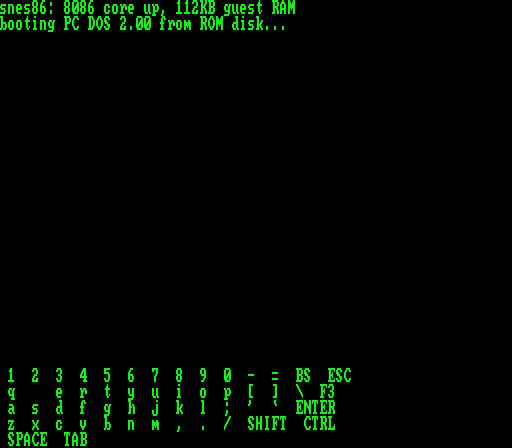 snes86: 8086 core up, 112KB guest RAM
booting PC DOS 2.00 from ROM disk...
1 2 3 4 5 6 7 8 9 0 - = BS ESC
q e r t y u i o p [ ] \ F3
a s d f g h j k l ; ' ` ENTER
z x c v b n m , . / SHIFT CTRL
SPACE TAB